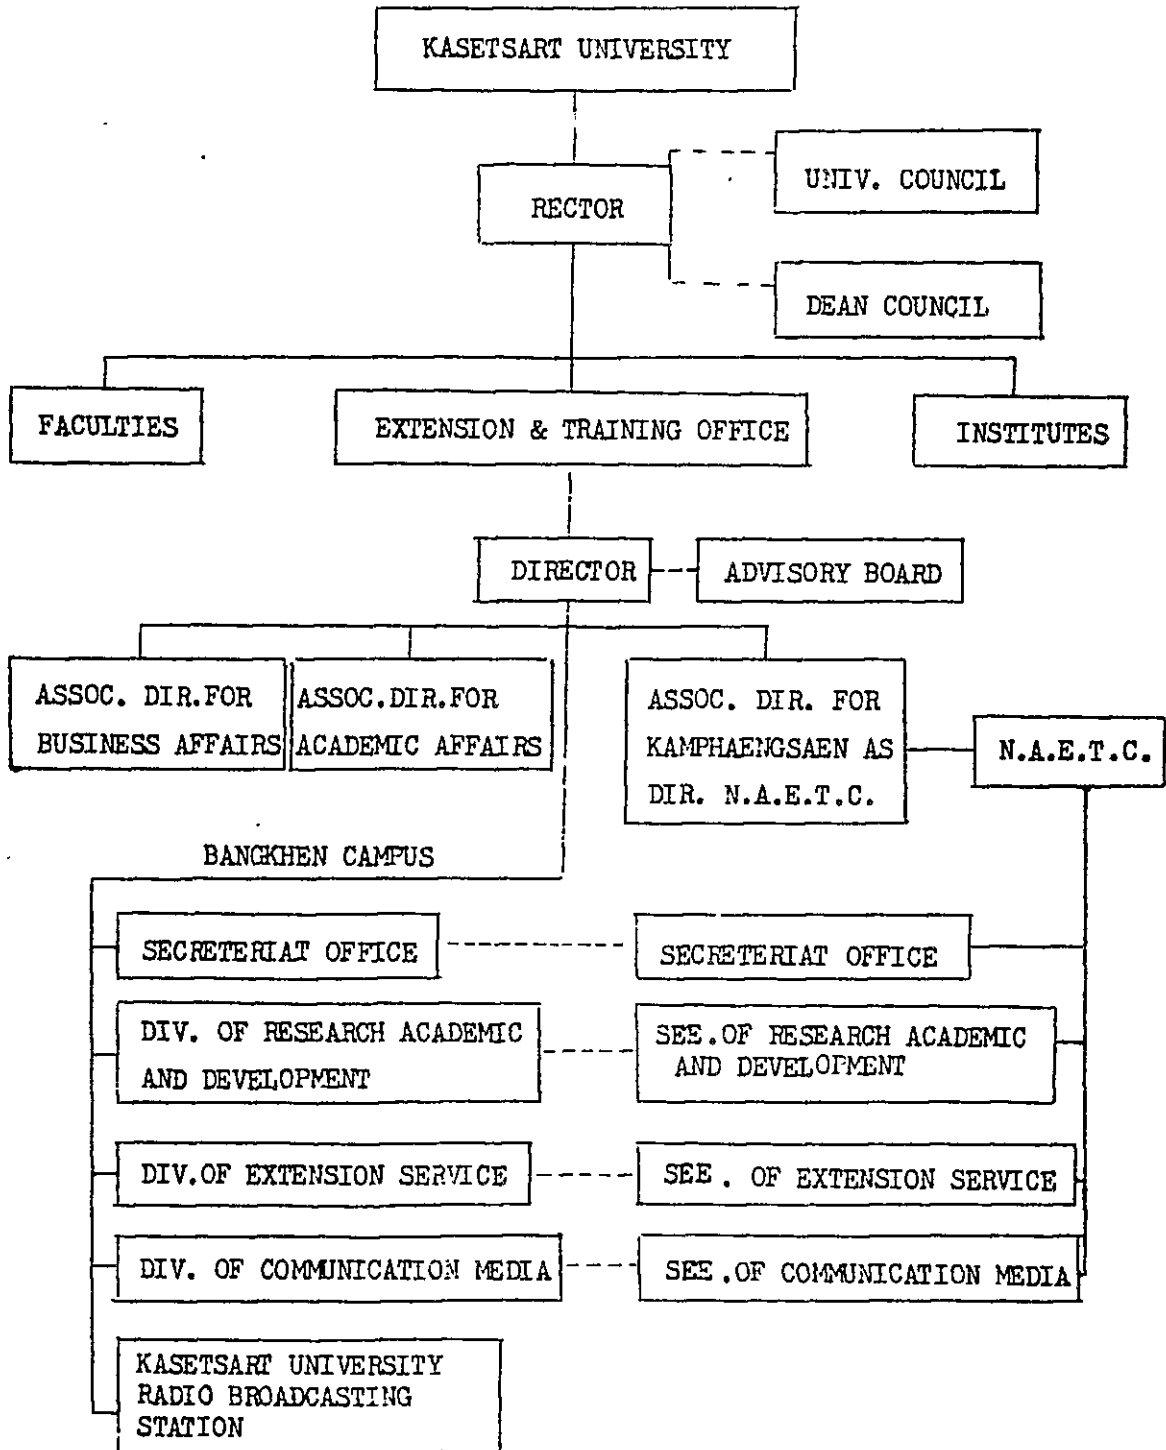 KASETSART UNIVERSITY
RECTOR
UNIV. COUNCIL
DEAN COUNCIL
FACULTIES
EXTENSION & TRAINING OFFICE
INSTITUTES
DIRECTOR
ADVISORY BOARD
ASSOC. DIR.FOR
BUSINESS AFFAIRS
ASSOC.DIR.FOR
ACADEMIC AFFAIRS
ASSOC. DIR. FOR
KAMPHAENGSAEN AS
DIR. N.A.E.T.C.
N.A.E.T.C.
BANGKHEN CAMPUS
SECRETERIAT OFFICE
SECRETERIAT OFFICE
DIV. OF RESEARCH ACADEMIC
AND DEVELOPMENT
SEE.OF RESEARCH ACADEMIC
AND DEVELOPMENT
DIV.OF EXTENSION SERVICE
SEE. OF EXTENSION SERVICE
DIV. OF COMMUNICATION MEDIA
SEE.OF COMMUNICATION MEDIA
KASETSART UNIVERSITY
RADIO BROADCASTING
STATION